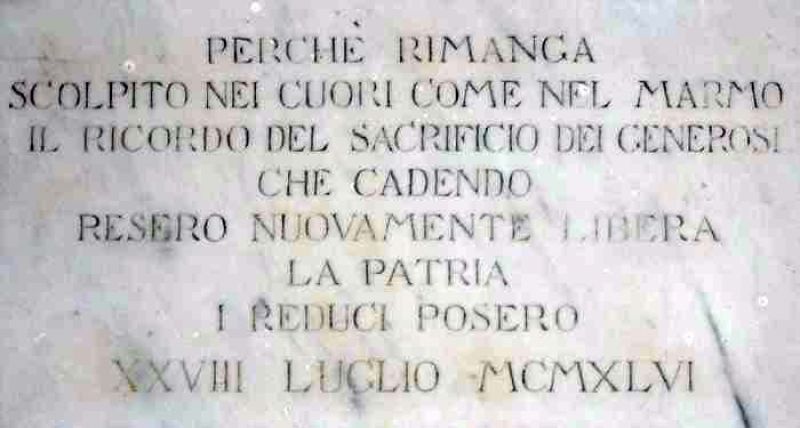 PERCHÈ RIMANGA
SCOLPITO NEI CUORI COME NEL MARMO
IL RICORDO DEL SACRIFICIO DEI GENEROSI
CHE CADENDO
RESERO NUOVAMENTE LIBERA
LA PATRIA
I REDUCI POSERO
XXVIII LUGLIO MCMXLVI